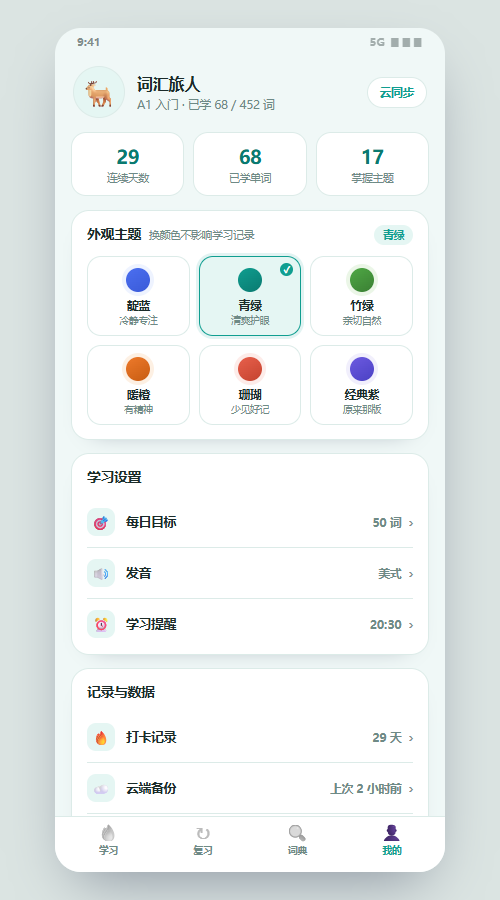 9:41
5G
词汇旅人
A1 入门 · 已学 68 / 452 词
云同步
29
连续天数
68
已学单词
17
掌握主题
外观主题 换颜色不影响学习记录
青绿
靛蓝
冷静专注
青绿
清爽护眼
竹绿
亲切自然
暖橙
有精神
珊瑚
少见好记
经典紫
原来那版
学习设置
每日目标 50 词 ›
发音 美式 ›
学习提醒 20:30 ›
记录与数据
打卡记录 29 天 ›
云端备份 上次 2 小时前 ›
学习
复习
词典
我的